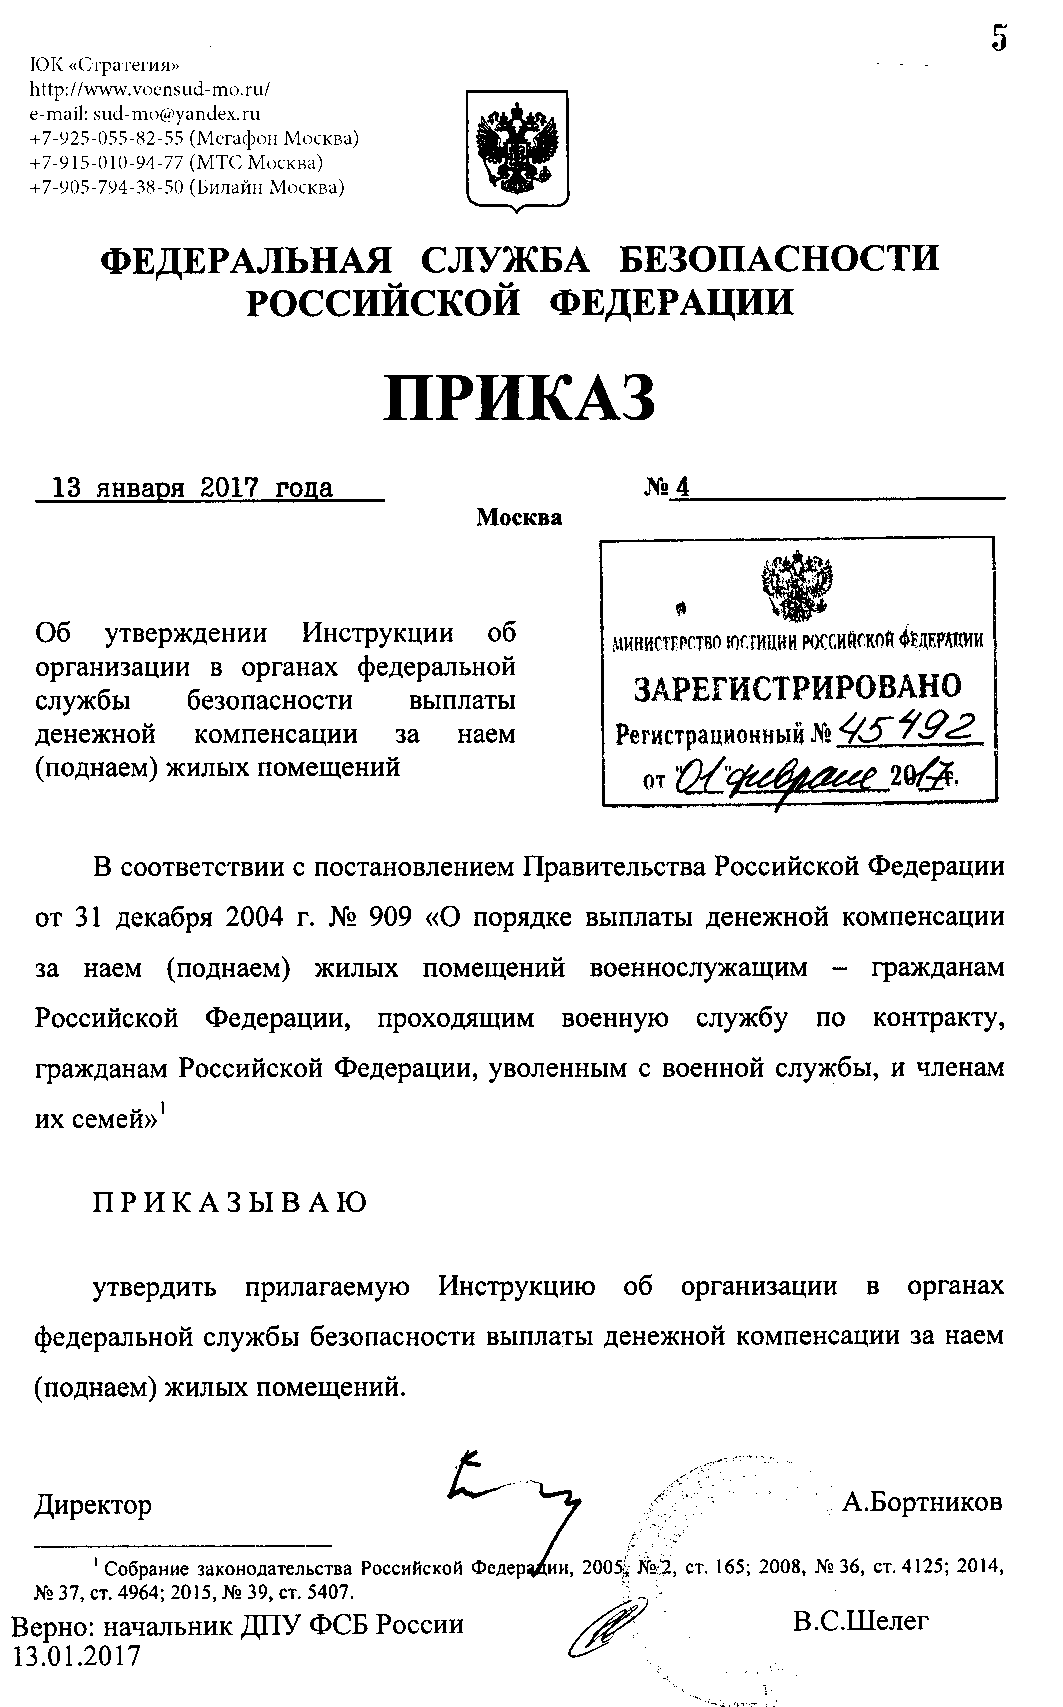 5
ЮК «Стратегия»
http://www.voensud-mo.ru/
e-mail: sud-mo@yandex.ru
+7-925-055-82-55 (Мегафон Москва)
+7-915-010-94-77 (МТС Москва)
+7-905-794-38-50 (Билайн Москва)
ФЕДЕРАЛЬНАЯ СЛУЖБА БЕЗОПАСНОСТИ
РОССИЙСКОЙ ФЕДЕРАЦИИ
ПРИКАЗ
13 января 2017 года № 4
Москва
МИНИСТЕРСТВО ЮСТИЦИИ РОССИЙСКОЙ ФЕДЕРАЦИИ
ЗАРЕГИСТРИРОВАНО
Регистрационный № 45492
от "01" февраля 2017г.
Об утверждении Инструкции об
организации в органах федеральной
службы безопасности выплаты
денежной компенсации за наем
(поднаем) жилых помещений
В соответствии с постановлением Правительства Российской Федерации
от 31 декабря 2004 г. № 909 «О порядке выплаты денежной компенсации
за наем (поднаем) жилых помещений военнослужащим – гражданам
Российской Федерации, проходящим военную службу по контракту,
гражданам Российской Федерации, уволенным с военной службы, и членам
их семей»1
ПРИКАЗЫВАЮ
утвердить прилагаемую Инструкцию об организации в органах
федеральной службы безопасности выплаты денежной компенсации за наем
(поднаем) жилых помещений.
Директор А.Бортников
1 Собрание законодательства Российской Федерации, 2005, № 2, ст. 165; 2008, № 36, ст. 4125; 2014,
№ 37, ст. 4964; 2015, № 39, ст. 5407.
Верно: начальник ДПУ ФСБ России В.С.Шелег
13.01.2017